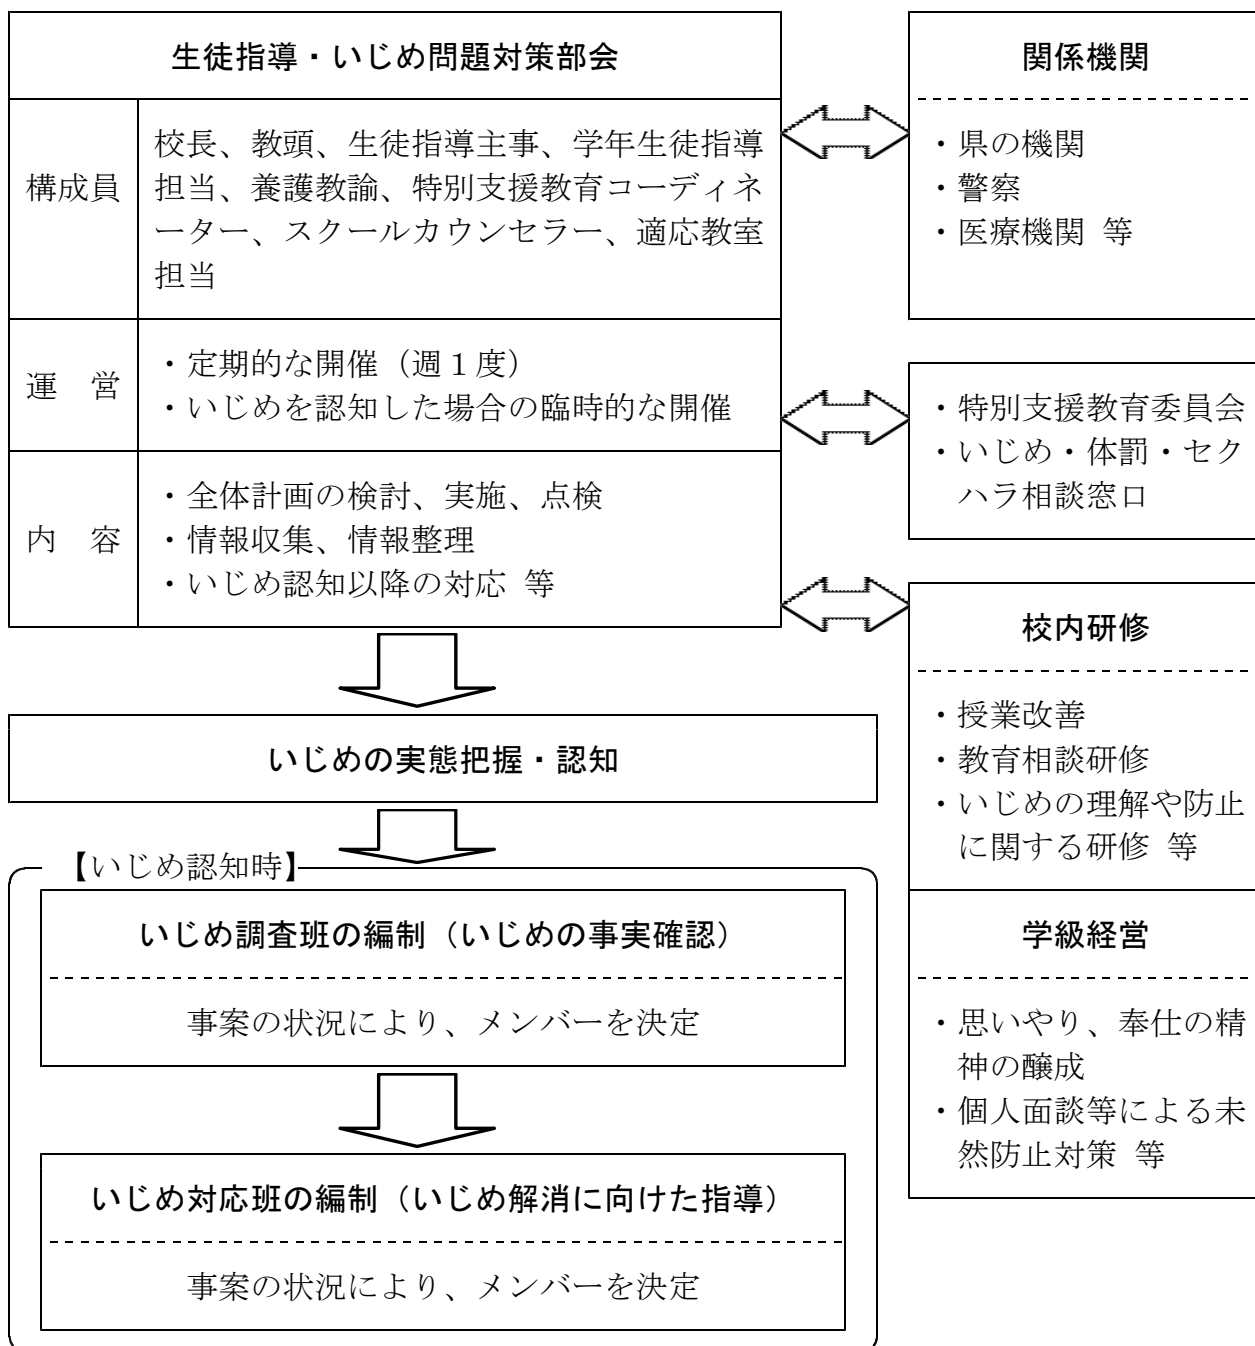 生徒指導・いじめ問題対策部会
構成員
校長、教頭、生徒指導主事、学年生徒指導
担当、養護教諭、特別支援教育コーディネ
ーター、スクールカウンセラー、適応教室
担当
運　営
・定期的な開催（週１度）
・いじめを認知した場合の臨時的な開催
内　容
・全体計画の検討、実施、点検
・情報収集、情報整理
・いじめ認知以降の対応 等
関係機関
・県の機関
・警察
・医療機関 等
・特別支援教育委員会
・いじめ・体罰・セク
ハラ相談窓口
校内研修
・授業改善
・教育相談研修
・いじめの理解や防止
に関する研修 等
学級経営
・思いやり、奉仕の精
神の醸成
・個人面談等による未
然防止対策 等
いじめの実態把握・認知
【いじめ認知時】
いじめ調査班の編制（いじめの事実確認）
事案の状況により、メンバーを決定
いじめ対応班の編制（いじめ解消に向けた指導）
事案の状況により、メンバーを決定